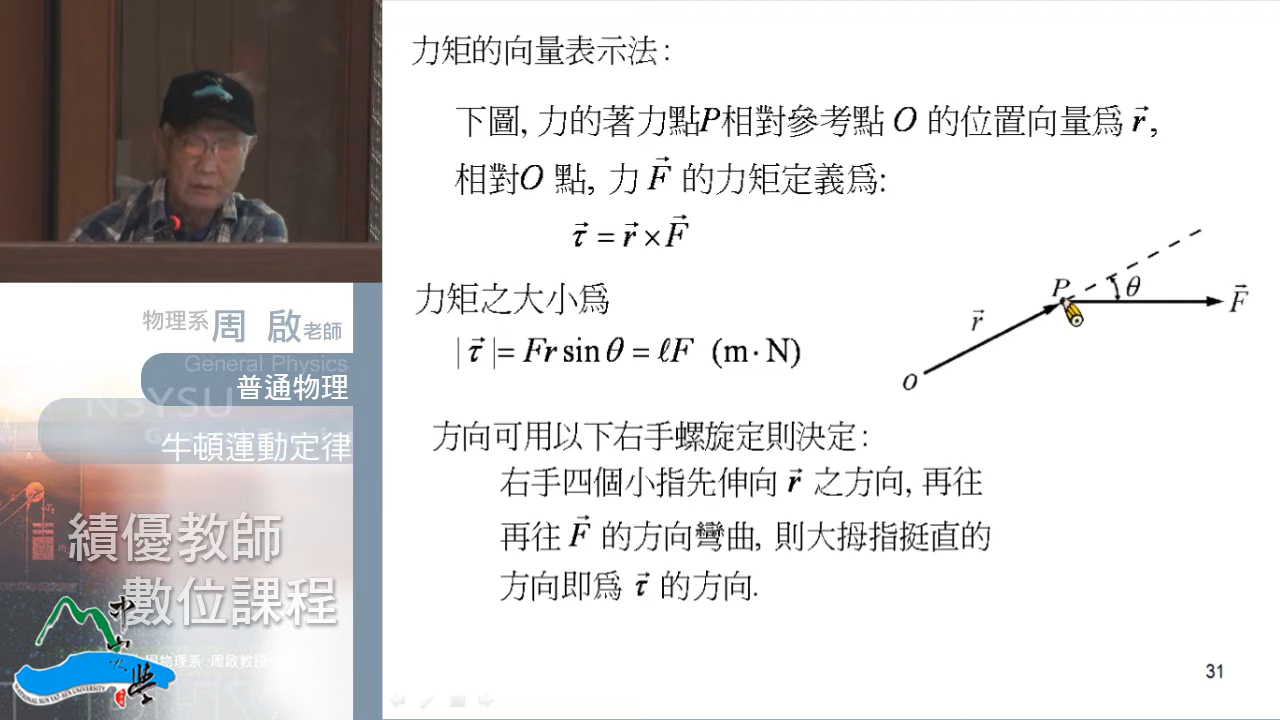 力矩的向量表示法:
下圖, 力的著力點P相對參考點 O 的位置向量爲 r⃗,
相對O 點, 力 F⃗ 的力矩定義爲:
τ⃗ = r⃗ × F⃗
力矩之大小爲
|τ⃗|= Fr sin θ = ℓF (m · N)
P
θ
F⃗
r⃗
O
方向可用以下右手螺旋定則決定:
右手四個小指先伸向 r⃗ 之方向, 再往
再往 F⃗ 的方向彎曲, 則大拇指挺直的
方向即爲 τ⃗ 的方向.
31
物理系周 啟老師
General Physics
普通物理
NSYSU
牛頓運動定律
績優教師
數位課程
學物理系 周啟教授
NATIONAL SUN YAT-SEN UNIVERSITY